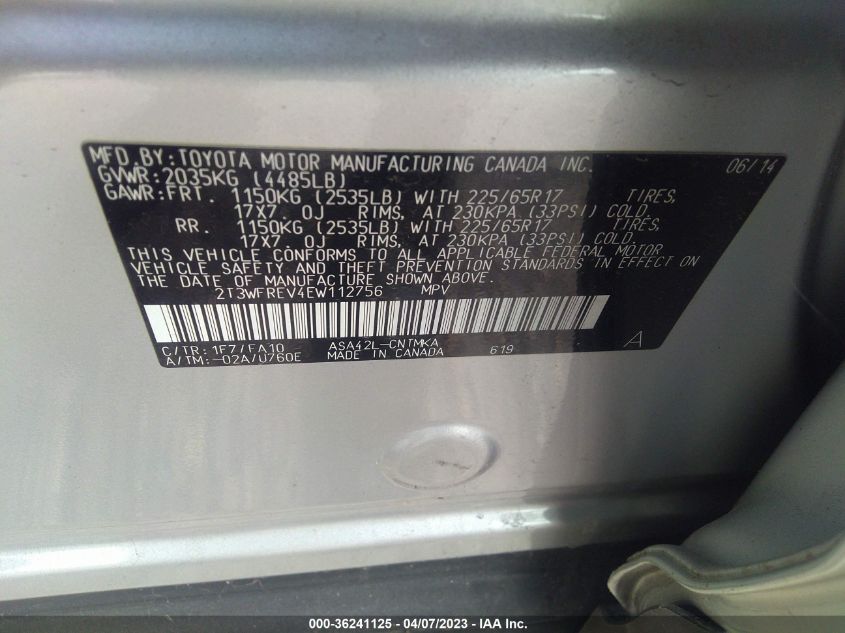 MFD.BY:TOYOTA MOTOR MANUFACTURING CANADA INC. 06/14
GVWR:2035KG (4485LB)
GAWR:FRT. 1150KG (2535LB) WITH 225/65R17 TIRES,
17X7.0J RIMS, AT 230KPA (33PSI) COLD,
RR. 1150KG (2535LB) WITH 225/65R17 TIRES,
17X7.0J RIMS, AT 230KPA (33PSI) COLD,
THIS VEHICLE CONFORMS TO ALL APPLICABLE FEDERAL MOTOR
VEHICLE SAFETY AND THEFT PREVENTION STANDARDS IN EFFECT ON
THE DATE OF MANUFACTURE SHOWN ABOVE.
2T3WFREV4EW112756 MPV
C/TR:1F7/FA10 ASA42L-CNTMKA 619 A
A/TM:-02A/U760E MADE IN CANADA
000-36241125 - 04/07/2023 - IAA Inc.